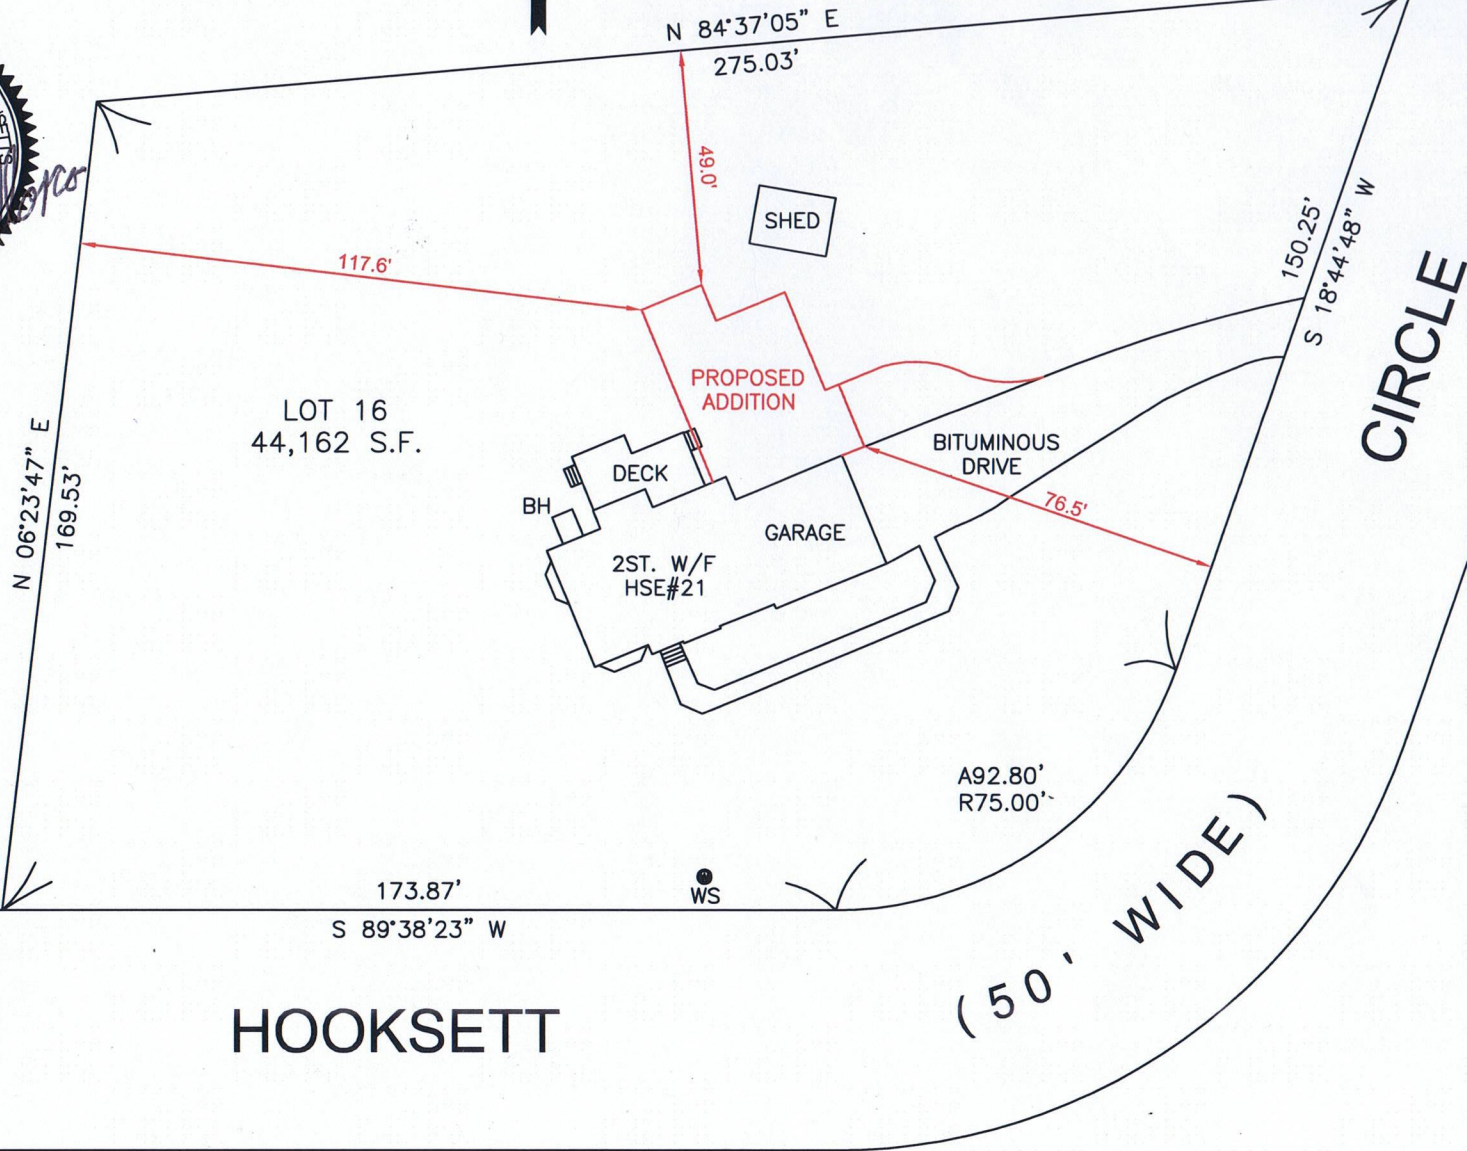 N 84°37'05" E
275.03'
49.0'
SHED
117.6'
150.25'
S 18°44'48" W
CIRCLE
PROPOSED
ADDITION
LOT 16
44,162 S.F.
N 06°23'47" E
169.53'
DECK
BITUMINOUS
DRIVE
76.5'
BH
GARAGE
2ST. W/F
HSE#21
A92.80'
R75.00'
173.87'
WS
S 89°38'23" W
(50' WIDE)
HOOKSETT